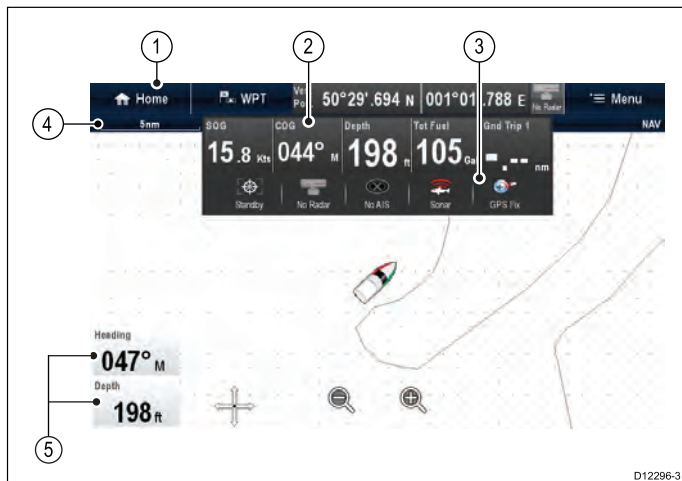 1 2 3
Home WPT 50°29'.694 N 001°01 .788 E No Radar Menu
4 5nm NAV
SOG COG Depth Tot Fuel Gnd Trip 1
15.8 Kts 044° M 198 ft 105 Ga -.-- nm
Standby No Radar No AIS Sonar GPS Fix
Heading
047° M
Depth
198 ft
5
D12296-3